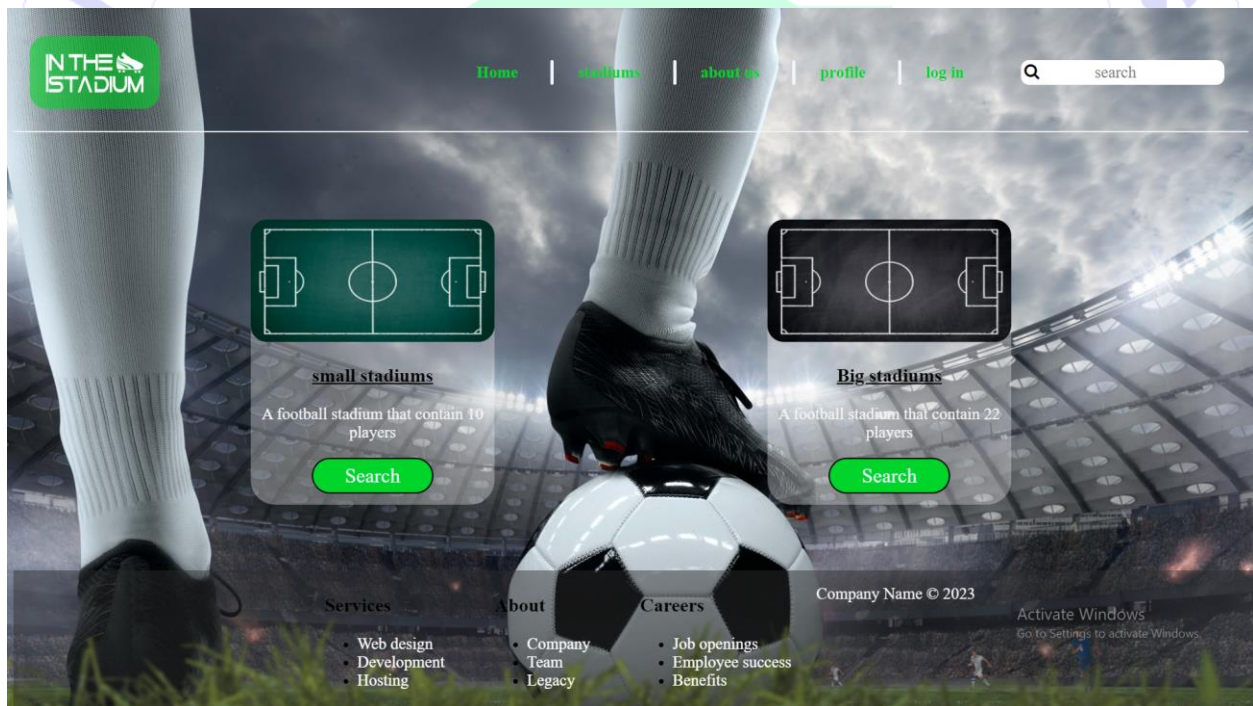 IN THE
STADIUM
Home
stadiums
about us
profile
log in
search
small stadiums
A football stadium that contain 10
players
Search
Big stadiums
A football stadium that contain 22
players
Search
Services
Web design
Development
Hosting
About
Company
Team
Legacy
Careers
Job openings
Employee success
Benefits
Company Name © 2023
Activate Windows
Go to Settings to activate Windows.